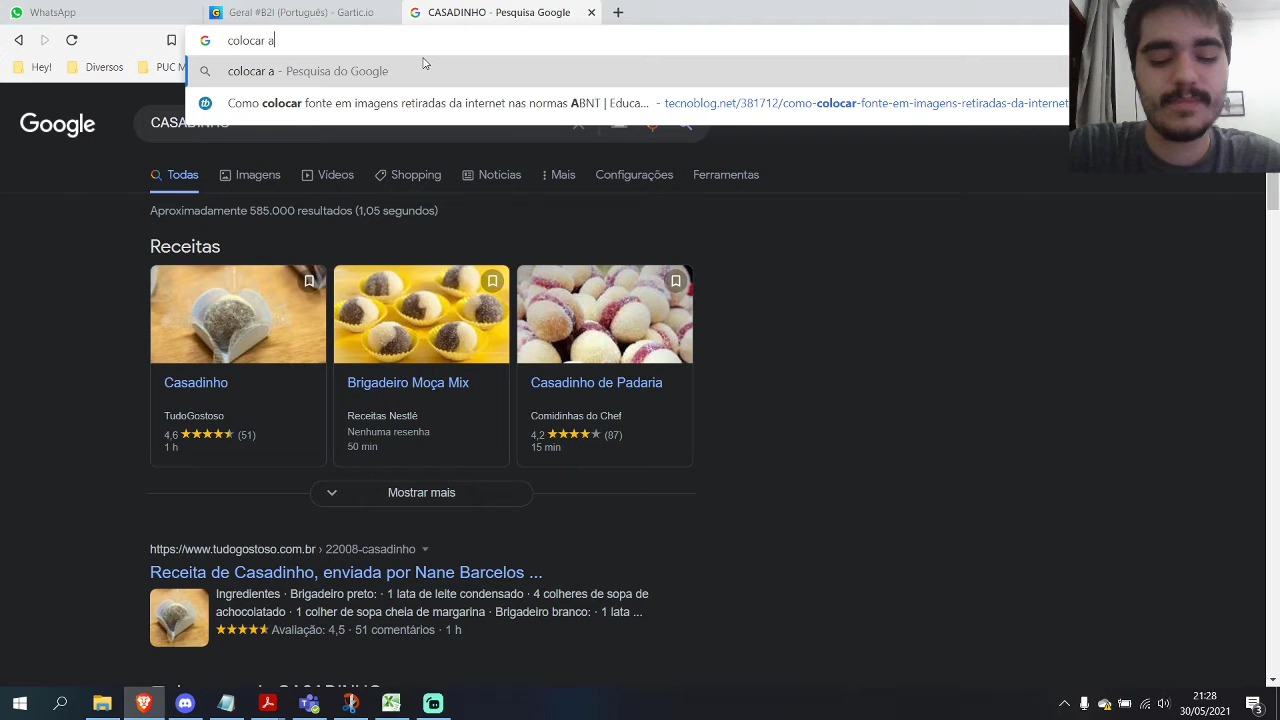 WhatsApp
Geral #B2I (Português) - Gartic.io
CASADINHO - Pesquisa Google
colocar a
Hey!
Diversos
PUC M
colocar a - Pesquisa do Google
Como colocar fonte em imagens retiradas da internet nas normas ABNT | Educa... - tecnoblog.net/381712/como-colocar-fonte-em-imagens-retiradas-da-internet
Google
CASADINHO
Todas
Imagens
Vídeos
Shopping
Notícias
Mais
Configurações
Ferramentas
Aproximadamente 585.000 resultados (1,05 segundos)
Receitas
Casadinho
TudoGostoso
4,6 (51)
1 h
Brigadeiro Moça Mix
Receitas Nestlé
Nenhuma resenha
50 min
Casadinho de Padaria
Comidinhas do Chef
4,2 (87)
15 min
Mostrar mais
https://www.tudogostoso.com.br › 22008-casadinho
Receita de Casadinho, enviada por Nane Barcelos ...
Ingredientes · Brigadeiro preto: · 1 lata de leite condensado · 4 colheres de sopa de
achocolatado · 1 colher de sopa cheia de margarina · Brigadeiro branco: · 1 lata ...
Avaliação: 4,5 · 51 comentários · 1 h
21:28
30/05/2021
3